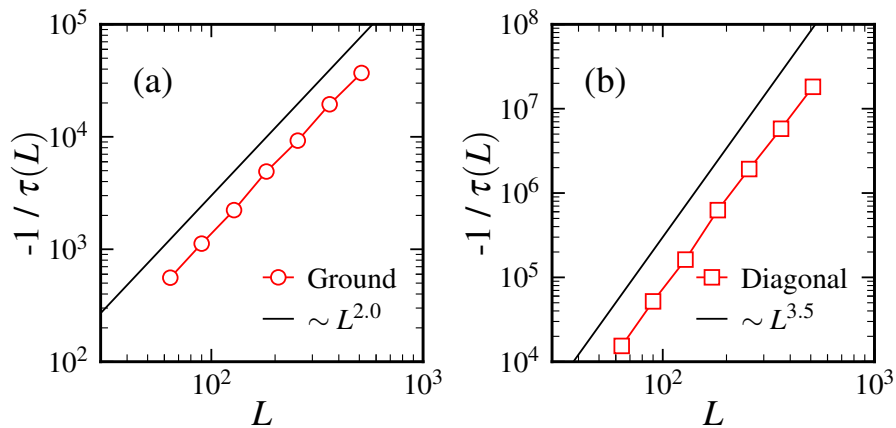 (a)
-1 / τ(L)
10^5
10^4
10^3
10^2
Ground
∼ L^{2.0}
10^2
10^3
L
(b)
-1 / τ(L)
10^8
10^7
10^6
10^5
10^4
Diagonal
∼ L^{3.5}
10^2
10^3
L